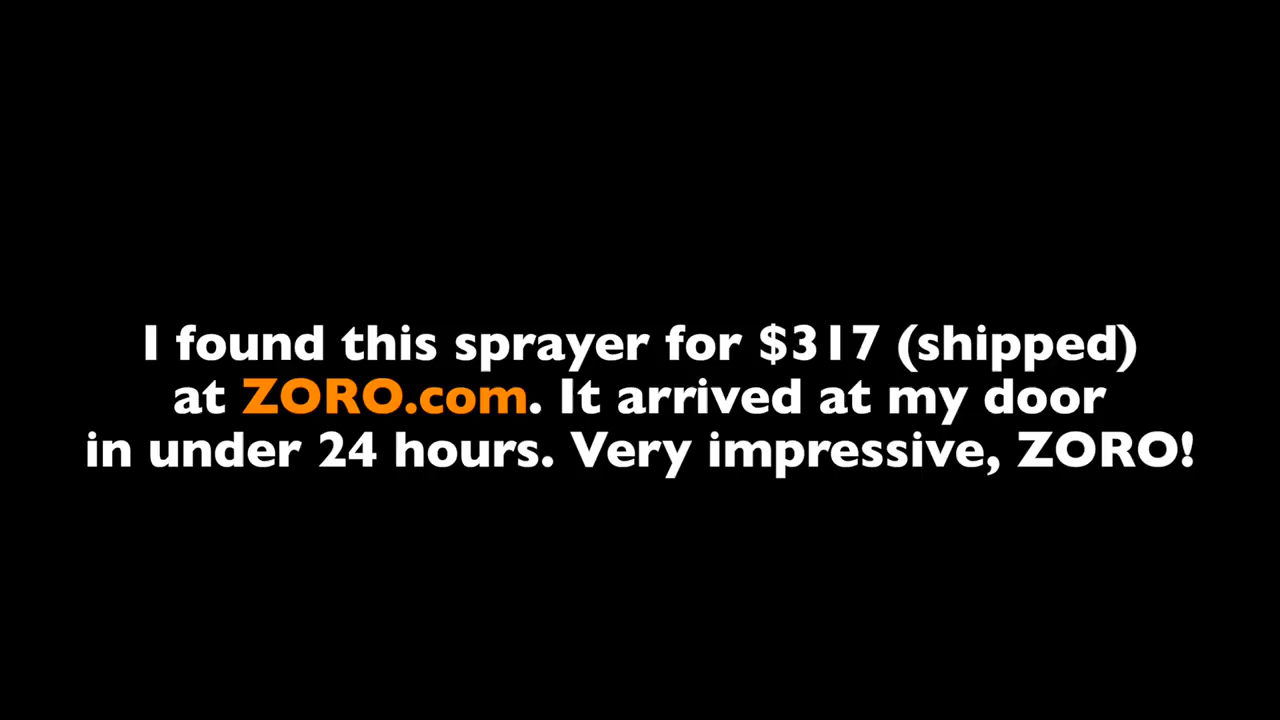 I found this sprayer for $317 (shipped)
at ZORO.com. It arrived at my door
in under 24 hours. Very impressive, ZORO!